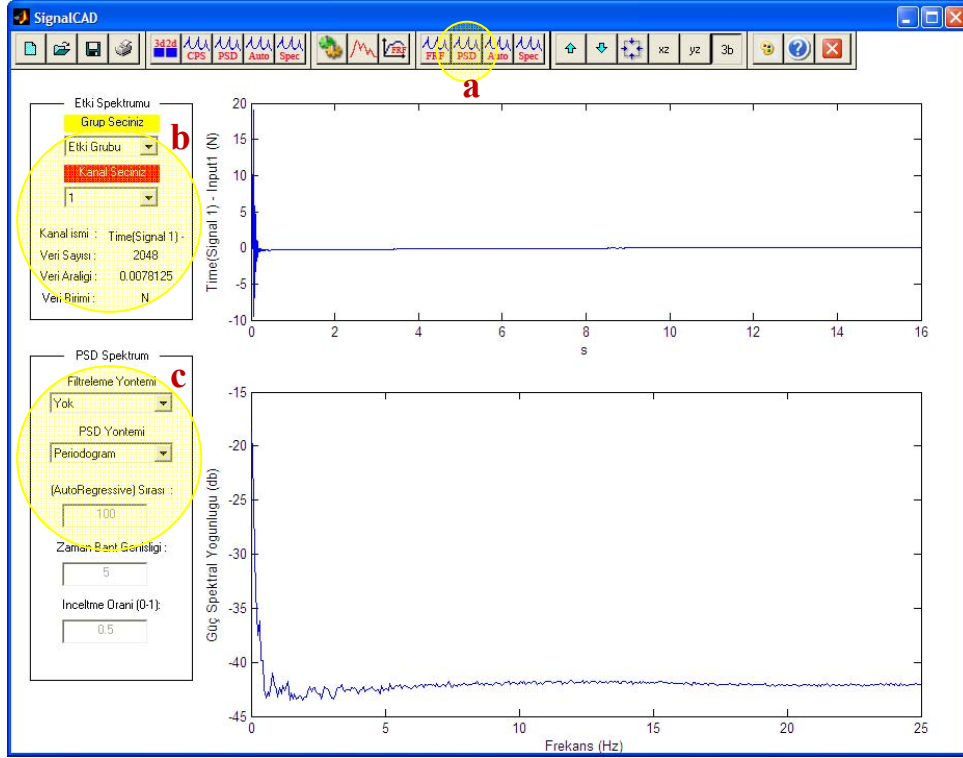 SignalCAD
3d2d CPS PSD Auto Spec FRF FRF PSD Auto Spec xz yz 3b
a
Etki Spektrumu
Grup Seciniz
b
Etki Grubu
Kanal Seciniz
1
Kanal ismi : Time(Signal 1) -
Veri Sayısı : 2048
Veri Araligi : 0.0078125
Veri Birimi : N
Time(Signal 1) - Input1 (N)
20
15
10
5
0
-5
-10
0 2 4 6 8 10 12 14 16
s
PSD Spektrum
c
Filtreleme Yontemi
Yok
PSD Yontemi
Periodogram
(AutoRegressive) Sırası :
100
Zaman Bant Genisligi :
5
Inceltme Orani (0-1):
0.5
Güç Spektral Yogunlugu (db)
-15
-20
-25
-30
-35
-40
-45
0 5 10 15 20 25
Frekans (Hz)